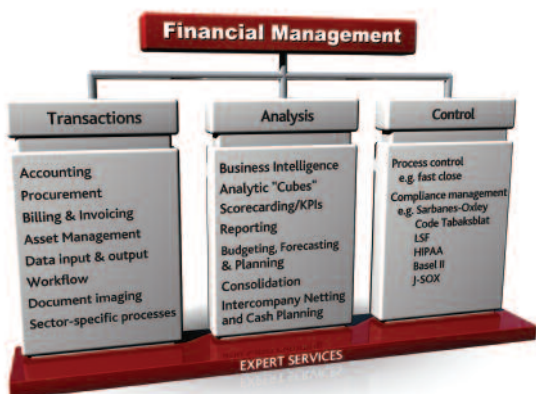 Financial Management
Transactions
Accounting
Procurement
Billing & Invoicing
Asset Management
Data input & output
Workflow
Document imaging
Sector-specific processes
Analysis
Business Intelligence
Analytic "Cubes"
Scorecarding/KPIs
Reporting
Budgeting, Forecasting
& Planning
Consolidation
Intercompany Netting
and Cash Planning
Control
Process control
e.g. fast close
Compliance management
e.g. Sarbanes-Oxley
Code Tabaksblat
LSF
HIPAA
Basel II
J-SOX
EXPERT SERVICES